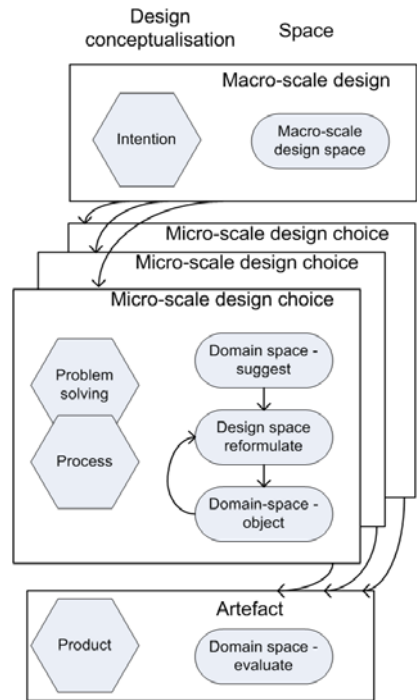 Design
conceptualisation
Space
Macro-scale design
Intention
Macro-scale
design space
Micro-scale design choice
Micro-scale design choice
Micro-scale design choice
Problem
solving
Process
Domain space -
suggest
Design space
reformulate
Domain-space -
object
Artefact
Product
Domain space -
evaluate